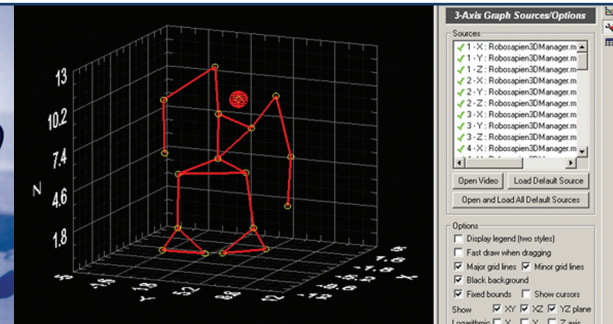 3-Axis Graph Sources/Options
Sources
1 - X : Robosapien3DManager.m
1 - Y : Robosapien3DManager.m
1 - Z : Robosapien3DManager.m
2 - X : Robosapien3DManager.m
2 - Y : Robosapien3DManager.m
2 - Z : Robosapien3DManager.m
3 - X : Robosapien3DManager.m
3 - Y : Robosapien3DManager.m
3 - Z : Robosapien3DManager.m
4 - X : Robosapien3DManager.m
Open Video Load Default Source
Open and Load All Default Sources
Options
Display legend (two styles)
Fast draw when dragging
Major grid lines Minor grid lines
Black background
Fixed bounds Show cursors
Show XY XZ YZ plane
Logarithmic X Y Z axis
13
10.2
7.4
4.6
1.8
Z
Y
X